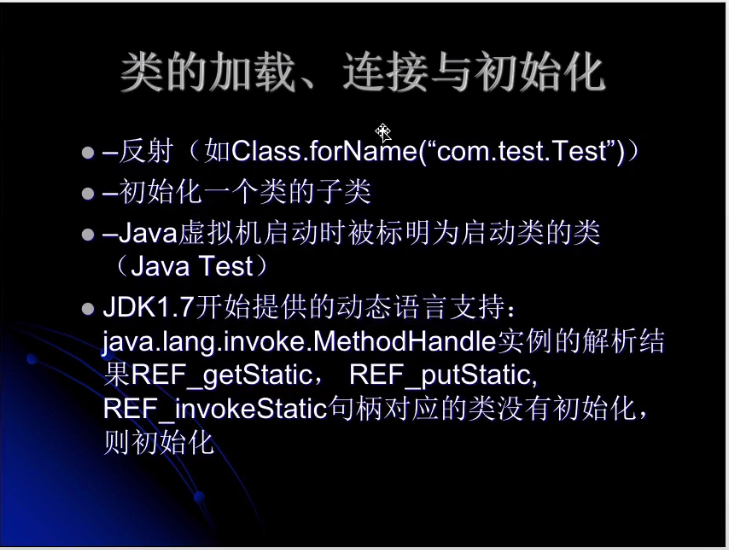 类的加载、连接与初始化
–反射（如Class.forName(“com.test.Test”)）
–初始化一个类的子类
–Java虚拟机启动时被标明为启动类的类
（Java Test）
JDK1.7开始提供的动态语言支持：
java.lang.invoke.MethodHandle实例的解析结
果REF_getStatic， REF_putStatic,
REF_invokeStatic句柄对应的类没有初始化，
则初始化